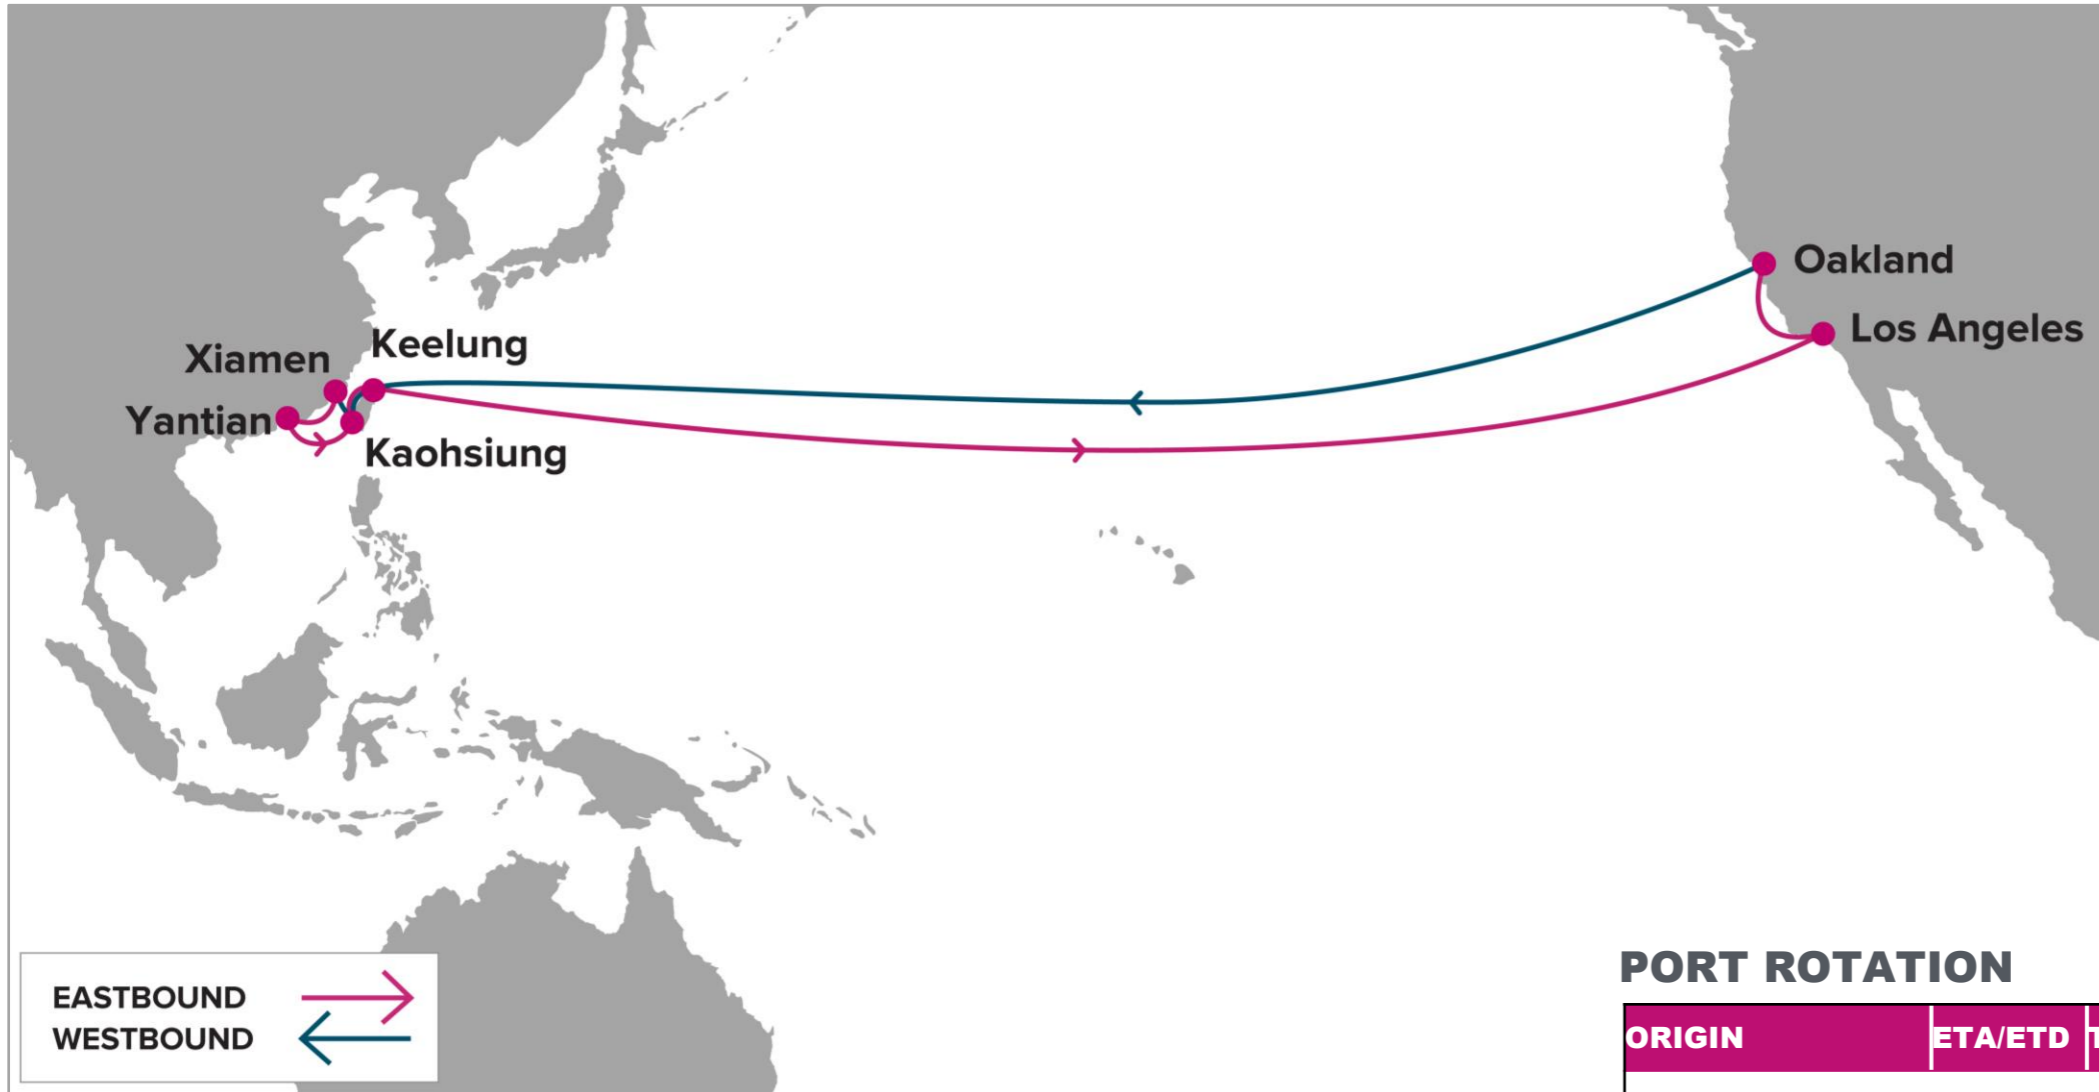 Oakland
Los Angeles
Keelung
Xiamen
Yantian
Kaohsiung
EASTBOUND
WESTBOUND
PORT ROTATION
ORIGIN ETA/ETD